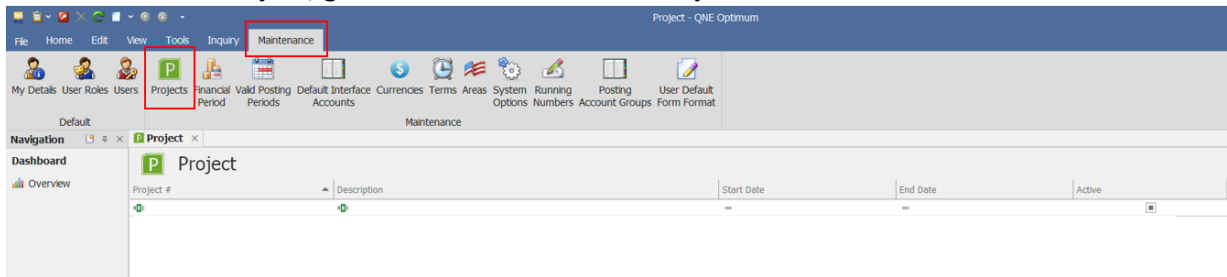 Project - QNE Optimum
File Home Edit View Tools Inquiry Maintenance
My Details User Roles Users Projects Financial Period Valid Posting Periods Default Interface Accounts Currencies Terms Areas System Options Running Numbers Posting Account Groups User Default Form Format
Default Maintenance
Navigation Project
Dashboard Project
Overview
Project # Description Start Date End Date Active